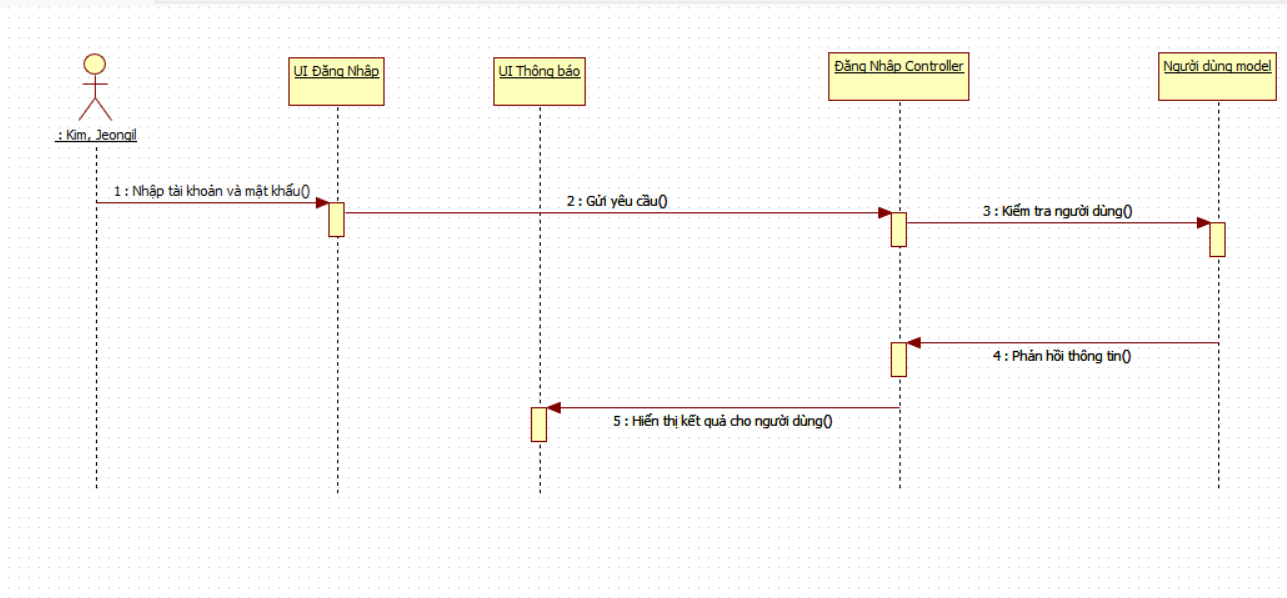 UI Đăng Nhập
UI Thông báo
Đăng Nhập Controller
Người dùng model
: Kim, Jeongil
1 : Nhập tài khoản và mật khẩu()
2 : Gửi yêu cầu()
3 : Kiểm tra người dùng()
4 : Phản hồi thông tin()
5 : Hiển thị kết quả cho người dùng()